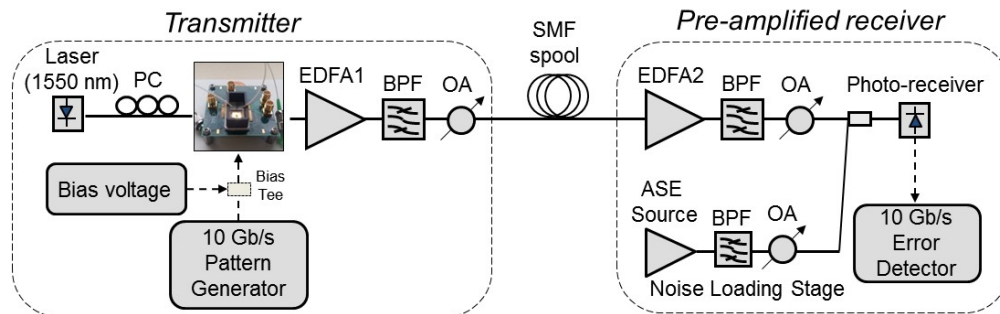 Transmitter
Laser
(1550 nm)
PC
EDFA1
BPF
OA
Bias voltage
Bias
Tee
10 Gb/s
Pattern
Generator
SMF
spool
Pre-amplified receiver
EDFA2
BPF
OA
Photo-receiver
ASE
Source
BPF
OA
Noise Loading Stage
10 Gb/s
Error
Detector